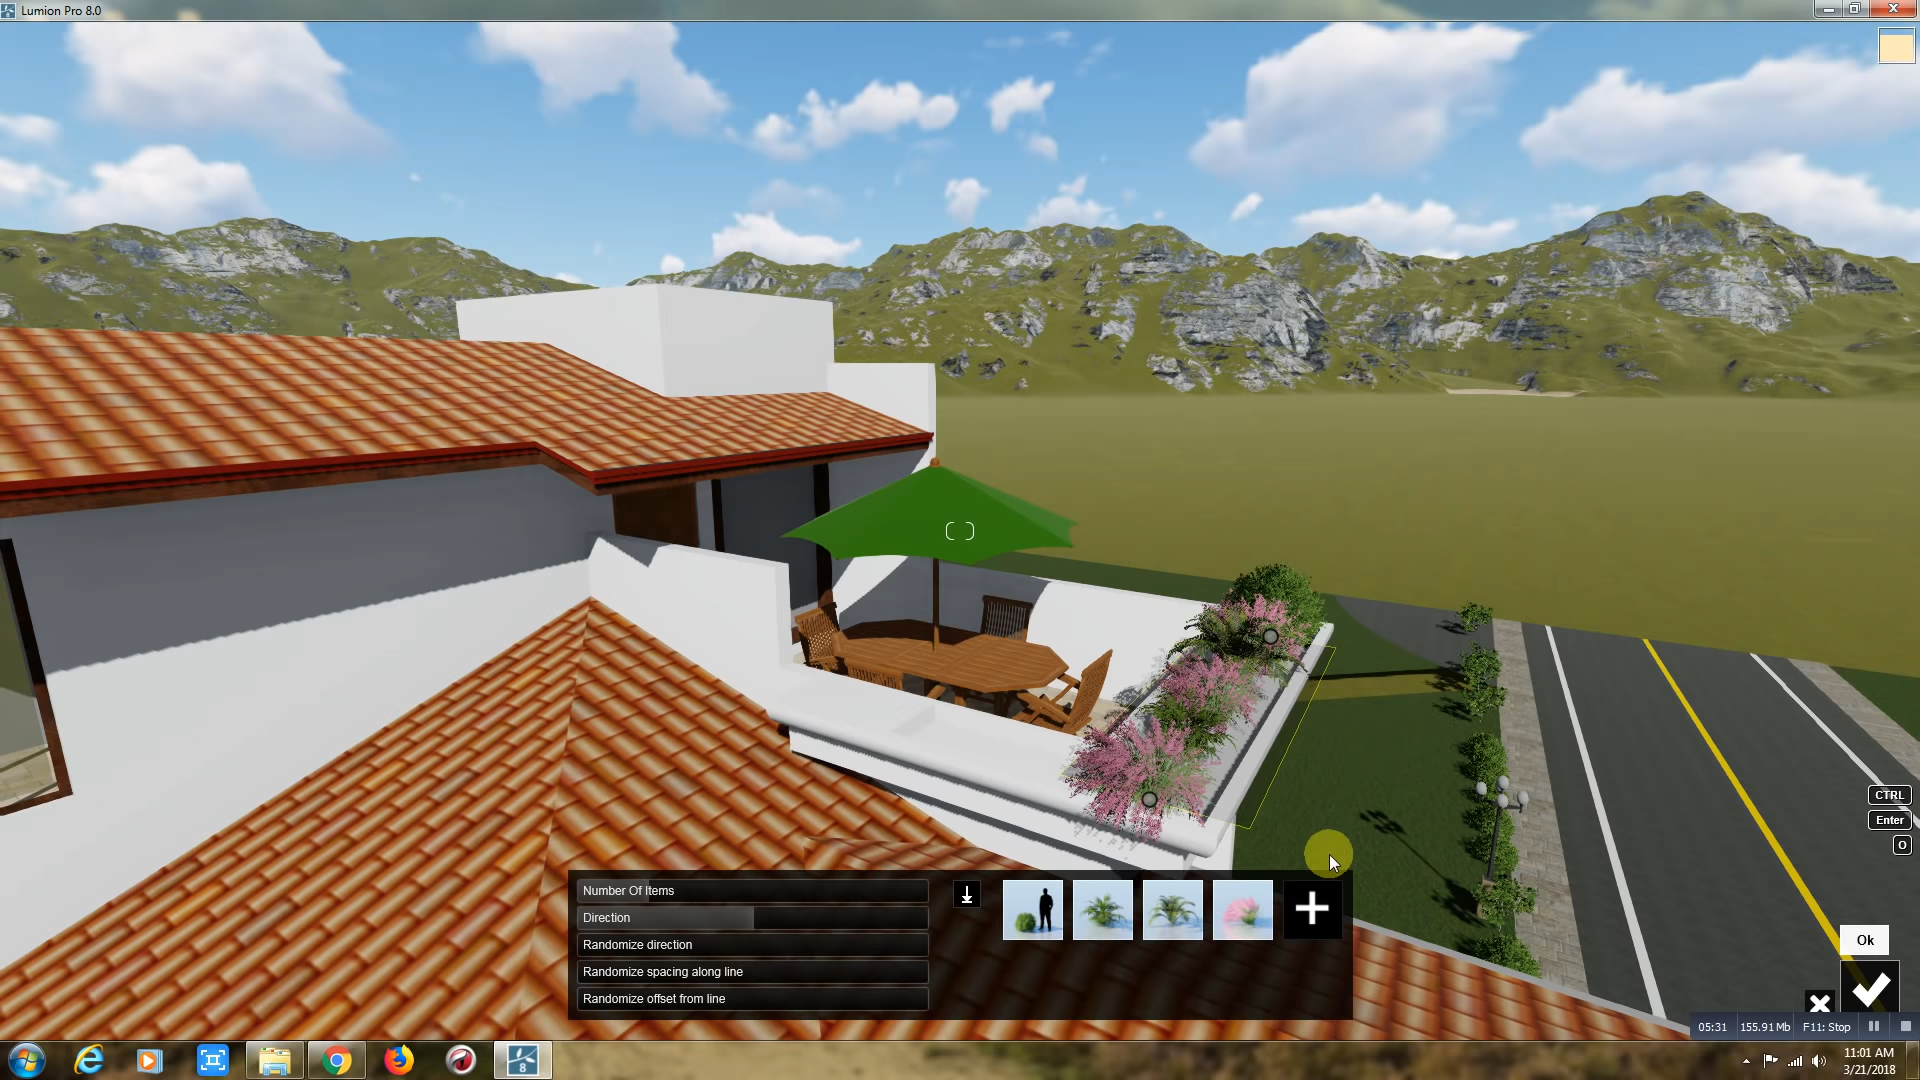 Lumion Pro 8.0
CTRL
Enter
O
Number Of Items
Direction
Randomize direction
Randomize spacing along line
Randomize offset from line
Ok
05:31 155.91 Mb F11: Stop
8
11:01 AM
3/21/2018